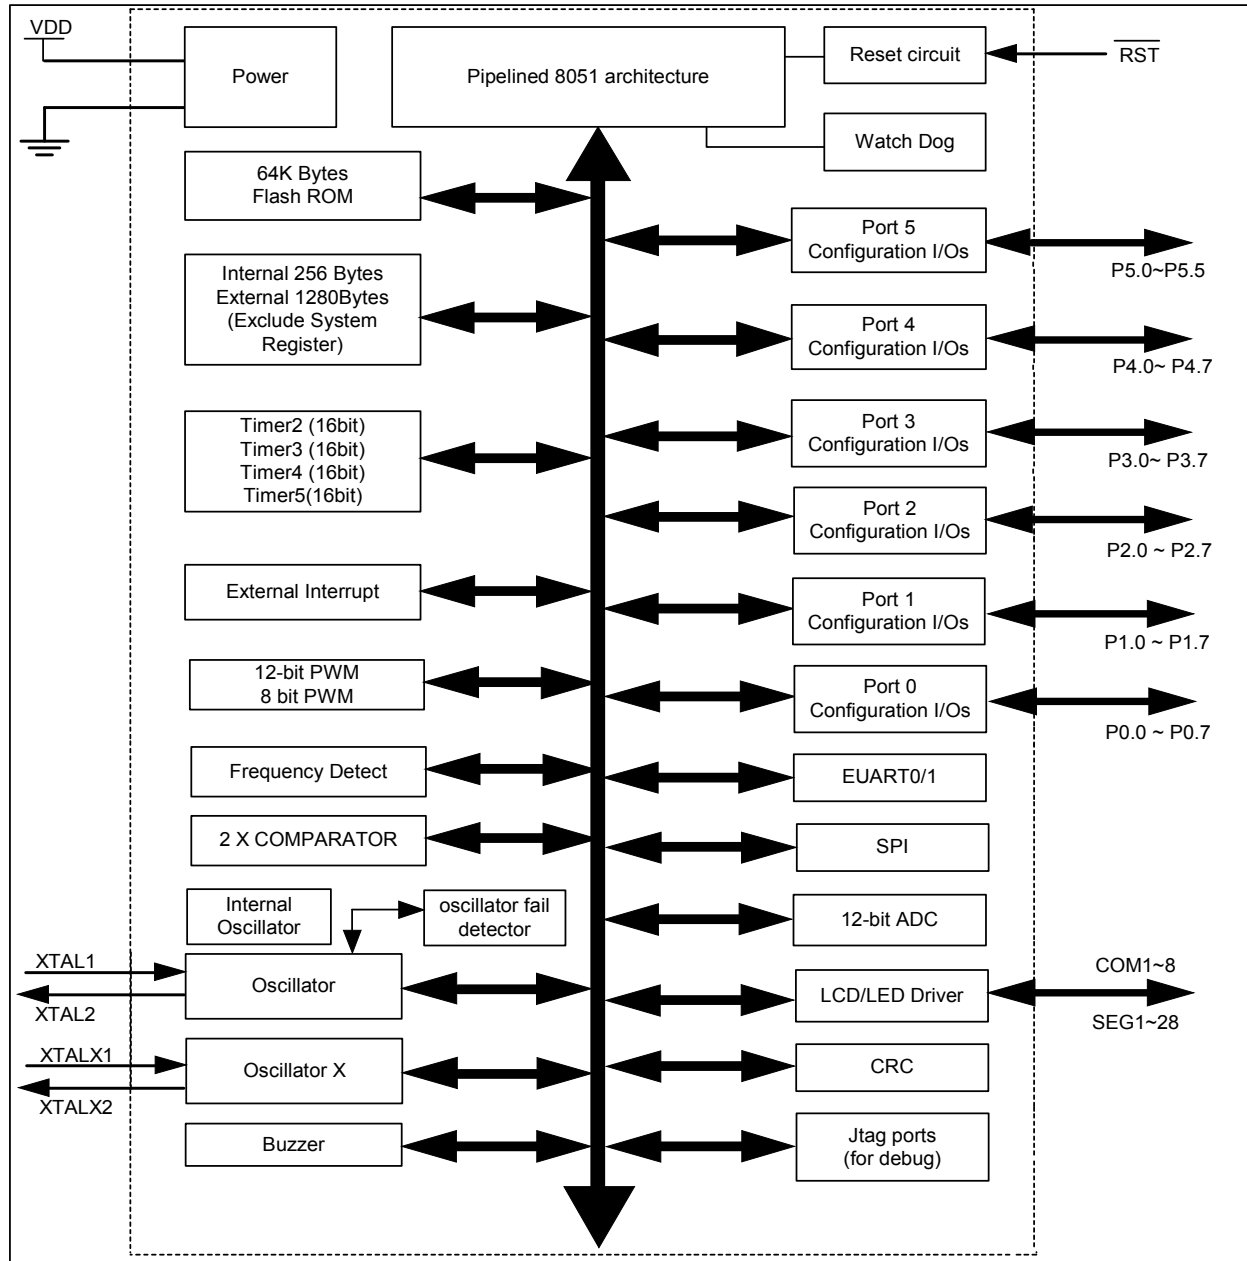 VDD
Power
Pipelined 8051 architecture
Reset circuit
RST
Watch Dog
64K Bytes
Flash ROM
Internal 256 Bytes
External 1280Bytes
(Exclude System
Register)
Timer2 (16bit)
Timer3 (16bit)
Timer4 (16bit)
Timer5(16bit)
External Interrupt
12-bit PWM
8 bit PWM
Frequency Detect
2 X COMPARATOR
Internal
Oscillator
oscillator fail
detector
XTAL1
XTAL2
Oscillator
XTALX1
XTALX2
Oscillator X
Buzzer
Port 5
Configuration I/Os
P5.0~P5.5
Port 4
Configuration I/Os
P4.0~ P4.7
Port 3
Configuration I/Os
P3.0~ P3.7
Port 2
Configuration I/Os
P2.0 ~ P2.7
Port 1
Configuration I/Os
P1.0 ~ P1.7
Port 0
Configuration I/Os
P0.0 ~ P0.7
EUART0/1
SPI
12-bit ADC
LCD/LED Driver
COM1~8
SEG1~28
CRC
Jtag ports
(for debug)